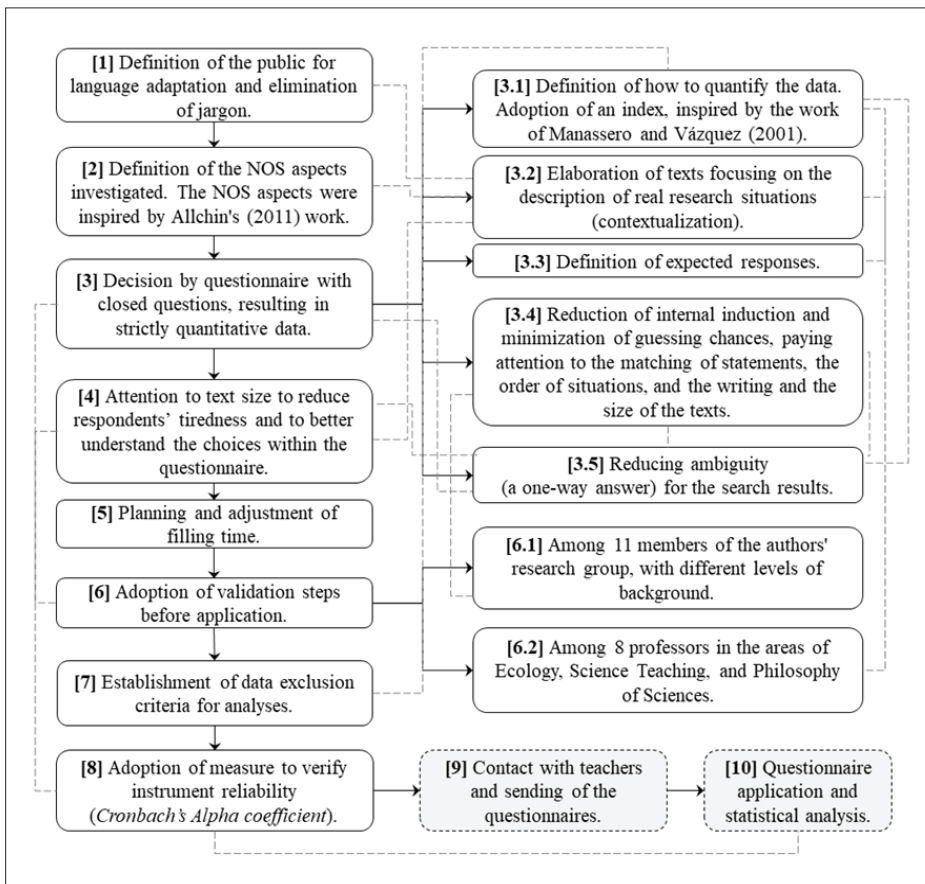 [1] Definition of the public for
language adaptation and elimination
of jargon.
[2] Definition of the NOS aspects
investigated. The NOS aspects were
inspired by Allchin's (2011) work.
[3] Decision by questionnaire with
closed questions, resulting in
strictly quantitative data.
[4] Attention to text size to reduce
respondents’ tiredness and to better
understand the choices within the
questionnaire.
[5] Planning and adjustment of
filling time.
[6] Adoption of validation steps
before application.
[7] Establishment of data exclusion
criteria for analyses.
[8] Adoption of measure to verify
instrument reliability
(Cronbach’s Alpha coefficient).
[3.1] Definition of how to quantify the data.
Adoption of an index, inspired by the work
of Manassero and Vázquez (2001).
[3.2] Elaboration of texts focusing on the
description of real research situations
(contextualization).
[3.3] Definition of expected responses.
[3.4] Reduction of internal induction and
minimization of guessing chances, paying
attention to the matching of statements, the
order of situations, and the writing and the
size of the texts.
[3.5] Reducing ambiguity
(a one-way answer) for the search results.
[6.1] Among 11 members of the authors'
research group, with different levels of
background.
[6.2] Among 8 professors in the areas of
Ecology, Science Teaching, and Philosophy
of Sciences.
[9] Contact with teachers
and sending of the
questionnaires.
[10] Questionnaire
application and
statistical analysis.